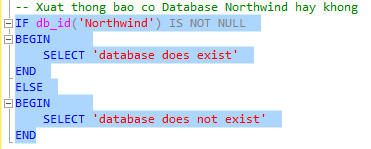 -- Xuat thong bao co Database Northwind hay khong
IF db_id('Northwind') IS NOT NULL
BEGIN
SELECT 'database does exist'
END
ELSE
BEGIN
SELECT 'database does not exist'
END